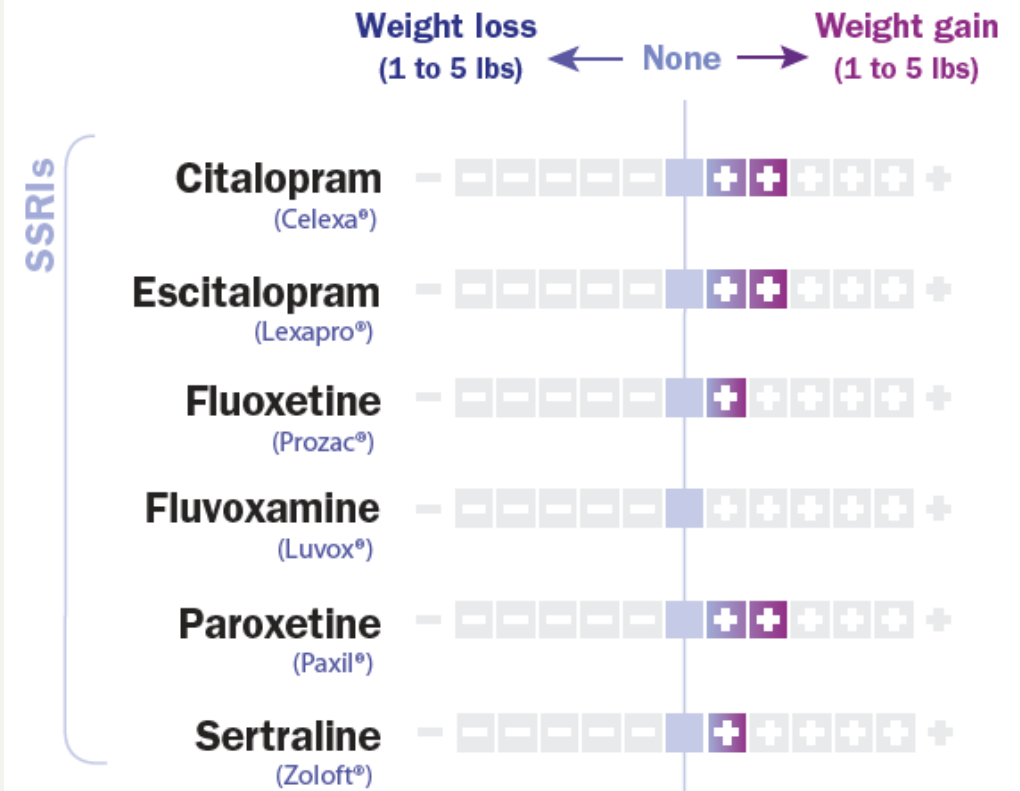 Weight loss
(1 to 5 lbs)
None
Weight gain
(1 to 5 lbs)
SSRIs
Citalopram
(Celexa®)
Escitalopram
(Lexapro®)
Fluoxetine
(Prozac®)
Fluvoxamine
(Luvox®)
Paroxetine
(Paxil®)
Sertraline
(Zoloft®)